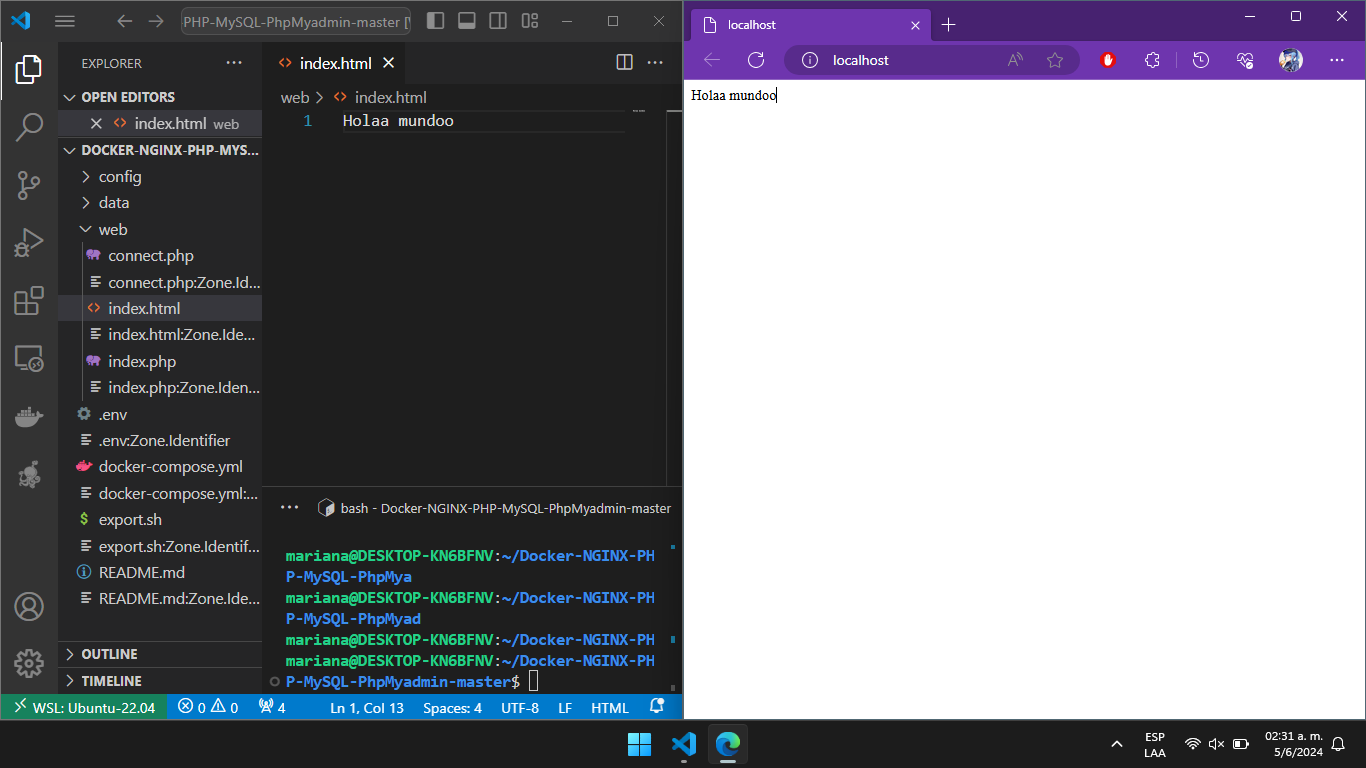 PHP-MySQL-PhpMyadmin-master [
EXPLORER
OPEN EDITORS
index.html web
DOCKER-NGINX-PHP-MYS...
config
data
web
connect.php
connect.php:Zone.Id...
index.html
index.html:Zone.Ide...
index.php
index.php:Zone.Iden...
.env
.env:Zone.Identifier
docker-compose.yml
docker-compose.yml:...
export.sh
export.sh:Zone.Identif...
README.md
README.md:Zone.Ide...
OUTLINE
TIMELINE
index.html
web > index.html
1 Holaa mundoo
bash - Docker-NGINX-PHP-MySQL-PhpMyadmin-master
mariana@DESKTOP-KN6BFNV:~/Docker-NGINX-PH
P-MySQL-PhpMya
mariana@DESKTOP-KN6BFNV:~/Docker-NGINX-PH
P-MySQL-PhpMyad
mariana@DESKTOP-KN6BFNV:~/Docker-NGINX-PH
mariana@DESKTOP-KN6BFNV:~/Docker-NGINX-PH
P-MySQL-PhpMyadmin-master$
WSL: Ubuntu-22.04 0 0 4 Ln 1, Col 13 Spaces: 4 UTF-8 LF HTML
localhost
localhost
Holaa mundoo
ESP
LAA
02:31 a. m.
5/6/2024